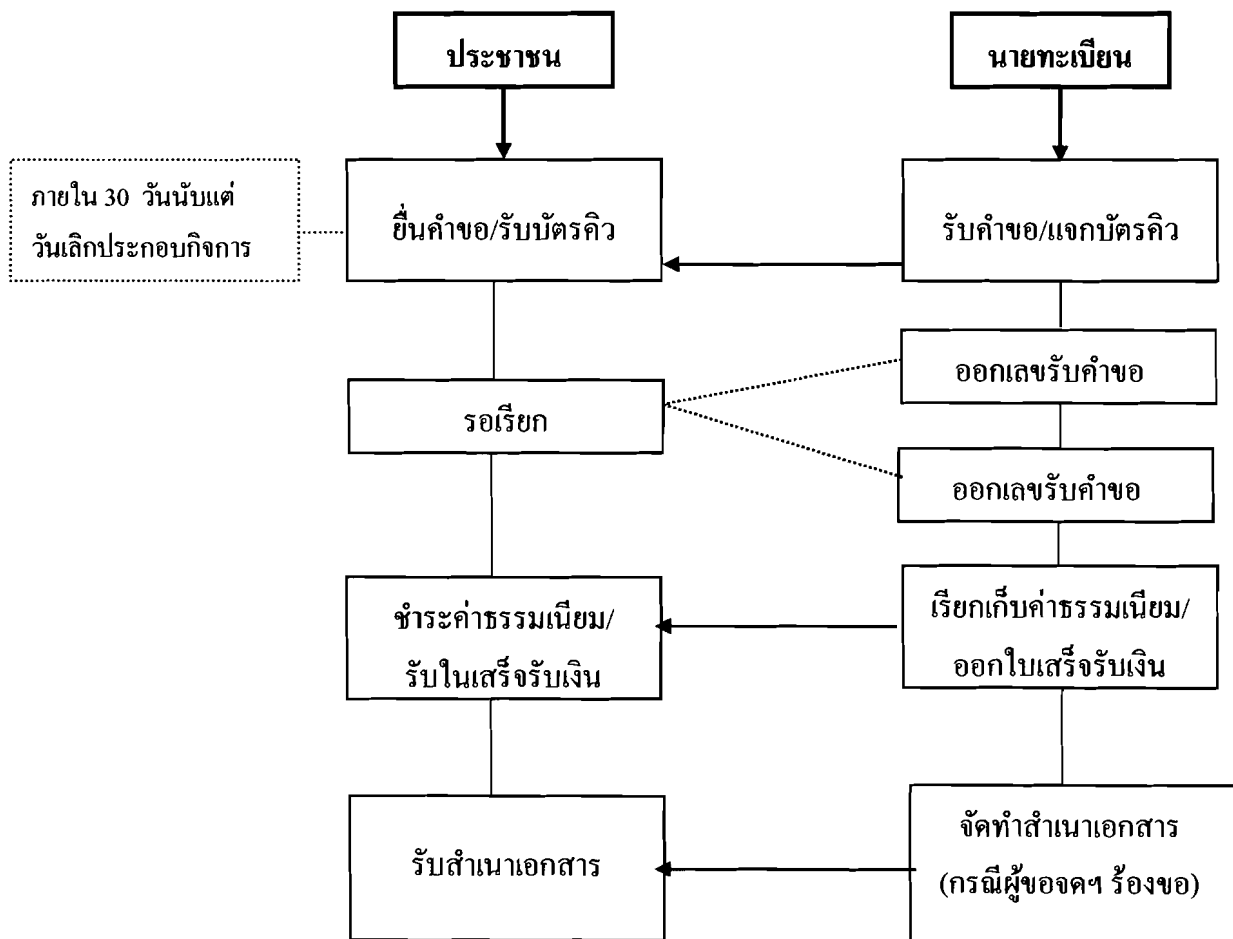 ประชาชน
นายทะเบียน
ภายใน 30 วันนับแต่
วันเลิกประกอบกิจการ
ยื่นคำขอ/รับบัตรคิว
รับคำขอ/แจกบัตรคิว
ออกเลขรับคำขอ
รอเรียก
ออกเลขรับคำขอ
ชำระค่าธรรมเนียม/
รับในเสร็จรับเงิน
เรียกเก็บค่าธรรมเนียม/
ออกใบเสร็จรับเงิน
รับสำเนาเอกสาร
จัดทำสำเนาเอกสาร
(กรณีผู้ขอจดฯ ร้องขอ)